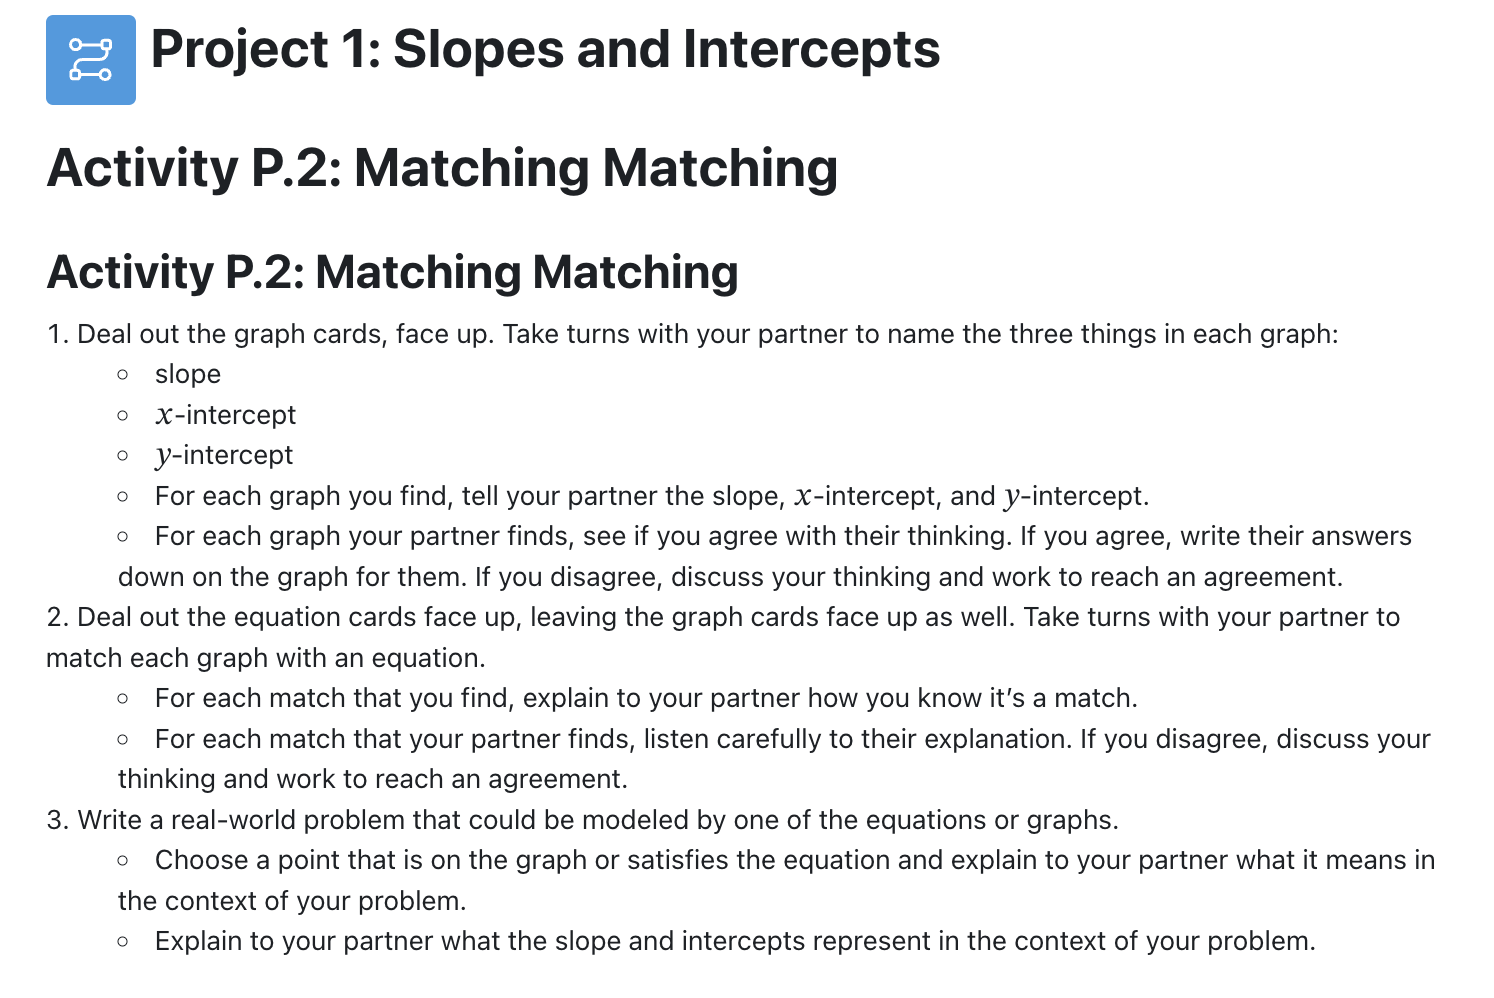 Project 1: Slopes and Intercepts
Activity P.2: Matching Matching
Activity P.2: Matching Matching
1. Deal out the graph cards, face up. Take turns with your partner to name the three things in each graph:
◦ slope
◦ x-intercept
◦ y-intercept
◦ For each graph you find, tell your partner the slope, x-intercept, and y-intercept.
◦ For each graph your partner finds, see if you agree with their thinking. If you agree, write their answers
down on the graph for them. If you disagree, discuss your thinking and work to reach an agreement.
2. Deal out the equation cards face up, leaving the graph cards face up as well. Take turns with your partner to
match each graph with an equation.
◦ For each match that you find, explain to your partner how you know it’s a match.
◦ For each match that your partner finds, listen carefully to their explanation. If you disagree, discuss your
thinking and work to reach an agreement.
3. Write a real-world problem that could be modeled by one of the equations or graphs.
◦ Choose a point that is on the graph or satisfies the equation and explain to your partner what it means in
the context of your problem.
◦ Explain to your partner what the slope and intercepts represent in the context of your problem.